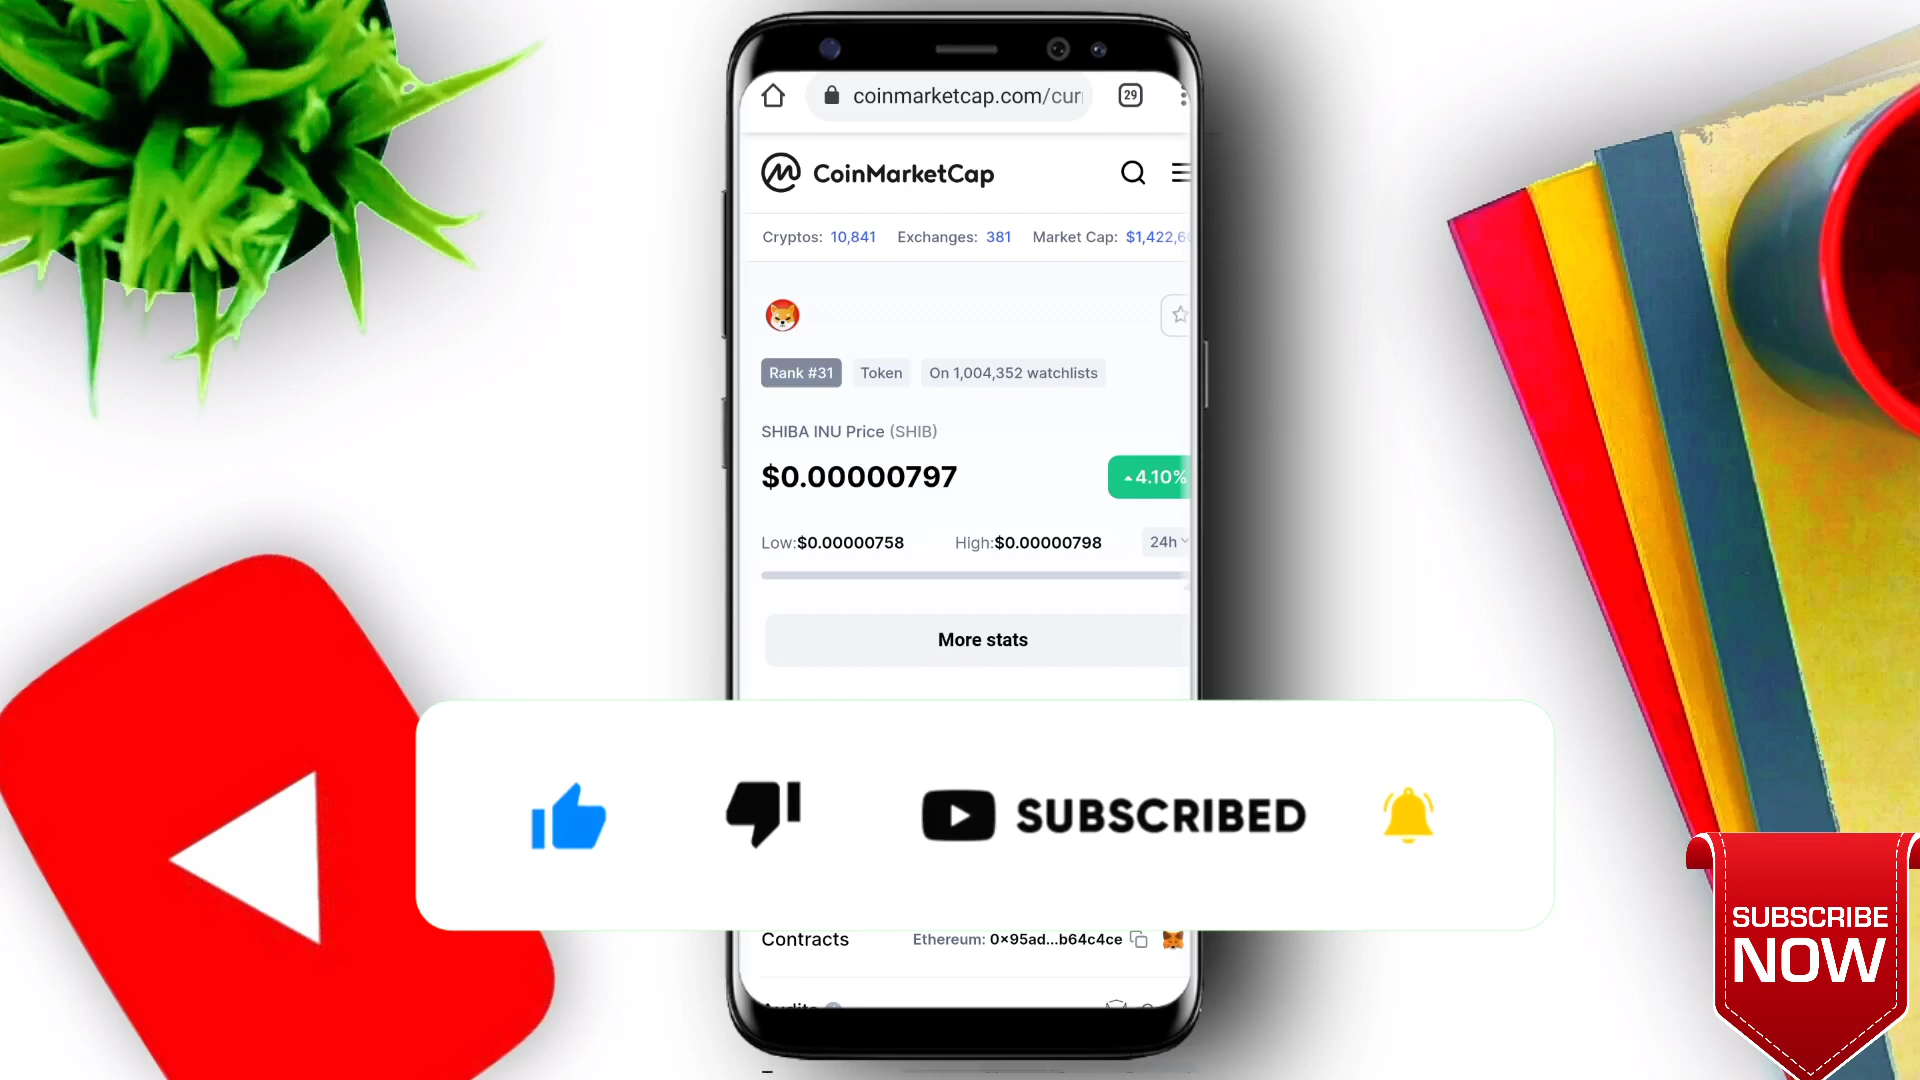 coinmarketcap.com/cur
29
CoinMarketCap
Cryptos: 10,841 Exchanges: 381 Market Cap: $1,422,6
Rank #31 Token On 1,004,352 watchlists
SHIBA INU Price (SHIB)
$0.00000797 4.10%
Low:$0.00000758 High:$0.00000798 24h
More stats
SUBSCRIBED
Contracts Ethereum: 0x95ad...b64c4ce
SUBSCRIBE
NOW